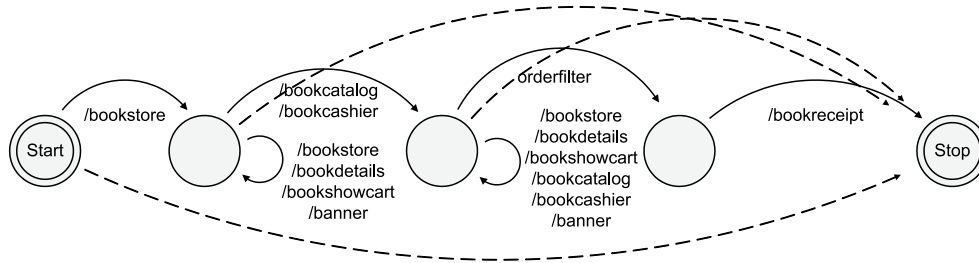 Start
/bookstore
/bookcatalog
/bookcashier
/bookstore
/bookdetails
/bookshowcart
/banner
orderfilter
/bookstore
/bookdetails
/bookshowcart
/bookcatalog
/bookcashier
/banner
/bookreceipt
Stop